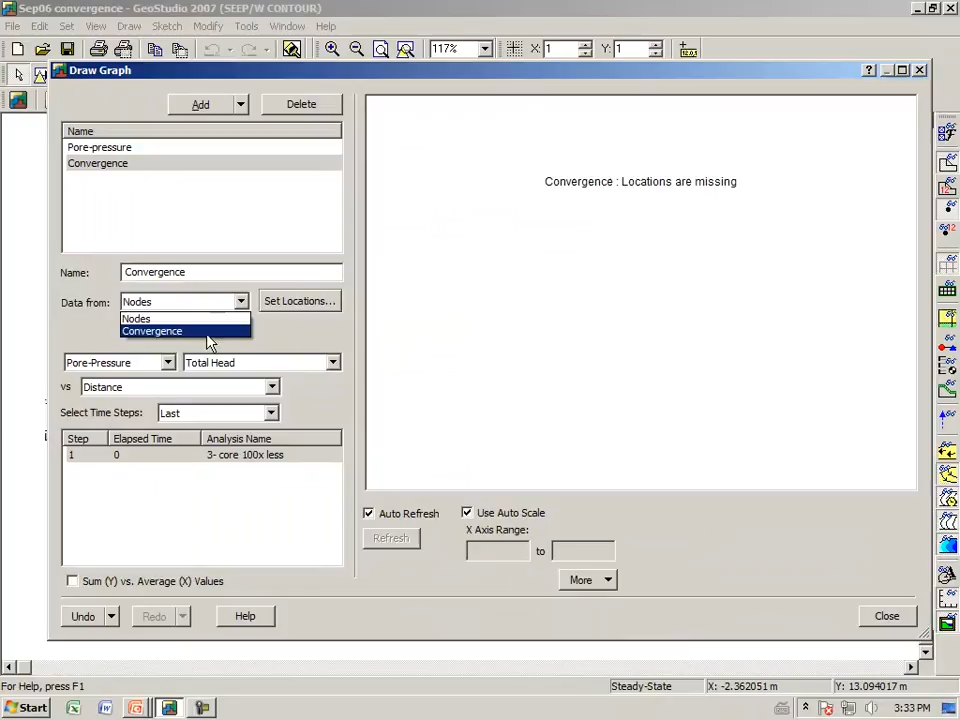 Sep06 convergence - GeoStudio 2007 (SEEP/W CONTOUR)
File Edit Set View Draw Sketch Modify Tools Window Help
117% X: 1 Y: 1
Draw Graph
Add Delete
Name
Pore-pressure
Convergence
Convergence : Locations are missing
Name: Convergence
Data from: Nodes Set Locations...
Nodes
Convergence
Pore-Pressure Total Head
vs Distance
Select Time Steps: Last
Step Elapsed Time Analysis Name
1 0 3- core 100x less
Auto Refresh Use Auto Scale
Refresh X Axis Range:
to
More
Sum (Y) vs. Average (X) Values
Undo Redo Help Close
For Help, press F1 Steady-State X: -2.362051 m Y: 13.094017 m
Start 3:33 PM